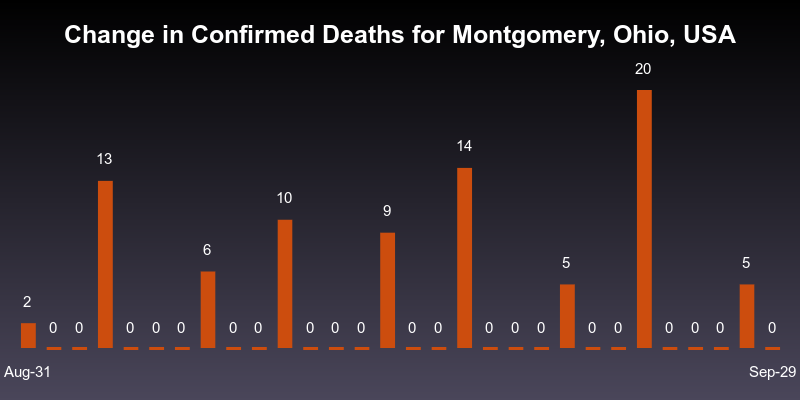 Change in Confirmed Deaths for Montgomery, Ohio, USA
2 0 0 13 0 0 0 6 0 0 10 0 0 0 9 0 0 14 0 0 0 5 0 0 20 0 0 0 5 0
Aug-31 Sep-29